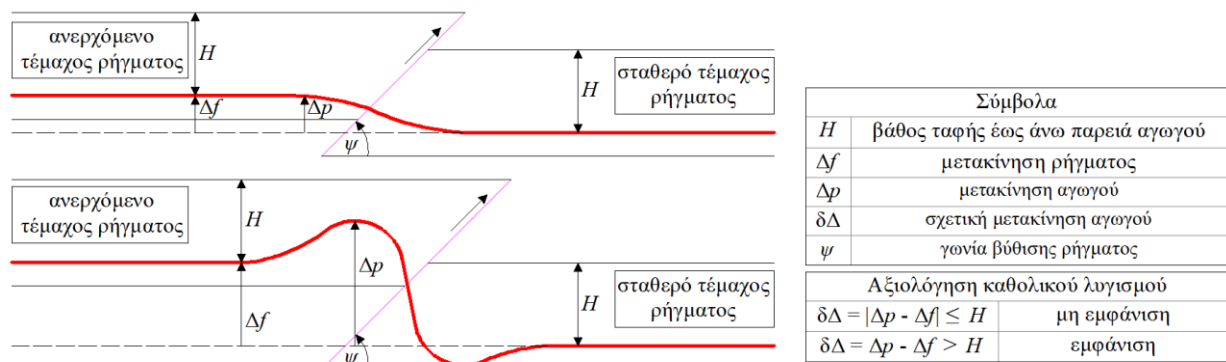 ανερχόμενο
τέμαχος ρήγματος
H
Δf
Δp
ψ
H
σταθερό τέμαχος
ρήγματος
ανερχόμενο
τέμαχος ρήγματος
H
Δf
Δp
ψ
H
σταθερό τέμαχος
ρήγματος
Σύμβολα
H βάθος ταφής έως άνω παρειά αγωγού
Δf μετακίνηση ρήγματος
Δp μετακίνηση αγωγού
δΔ σχετική μετακίνηση αγωγού
ψ γωνία βύθισης ρήγματος
Αξιολόγηση καθολικού λυγισμού
δΔ = |Δp - Δf| ≤ H μη εμφάνιση
δΔ = Δp - Δf > H εμφάνιση